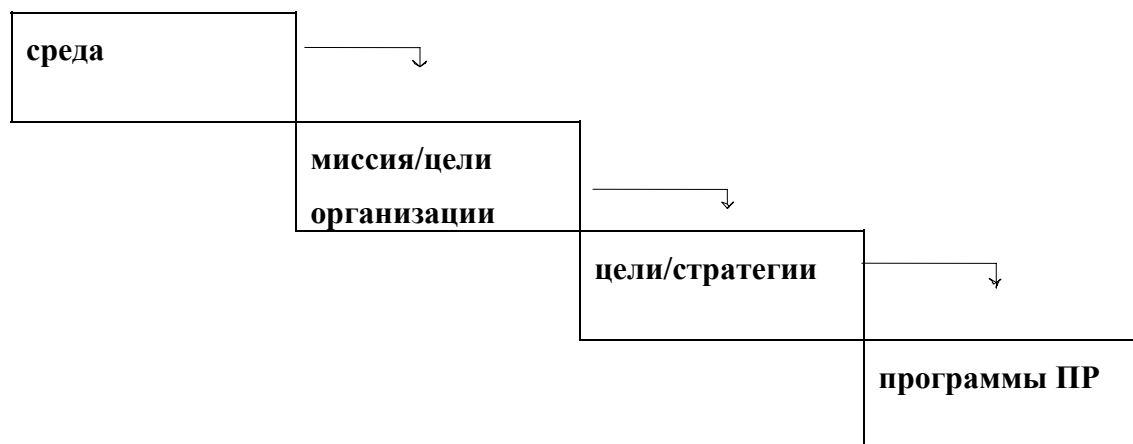 среда
миссия/цели
организации
цели/стратегии
программы ПР